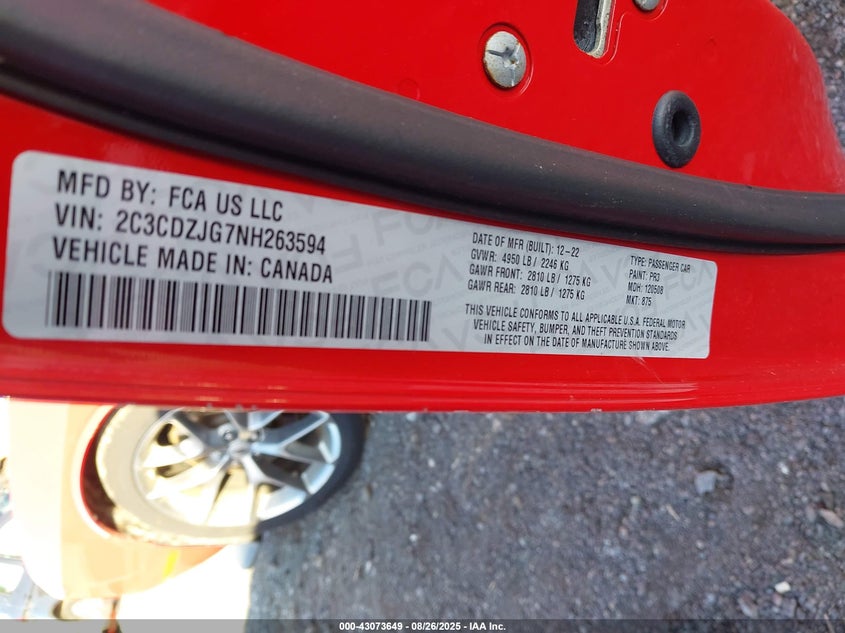 MFD BY: FCA US LLC
VIN: 2C3CDZJG7NH263594
VEHICLE MADE IN: CANADA
DATE OF MFR (BUILT): 12-22
GVWR: 4950 LB / 2246 KG
GAWR FRONT: 2810 LB / 1275 KG
GAWR REAR: 2810 LB / 1275 KG
TYPE: PASSENGER CAR
PAINT: PR3
MDH: 120508
MKT: 875
THIS VEHICLE CONFORMS TO ALL APPLICABLE U.S.A. FEDERAL MOTOR
VEHICLE SAFETY, BUMPER, AND THEFT PREVENTION STANDARDS
IN EFFECT ON THE DATE OF MANUFACTURE SHOWN ABOVE.
000-43073649 - 08/26/2025 - IAA Inc.